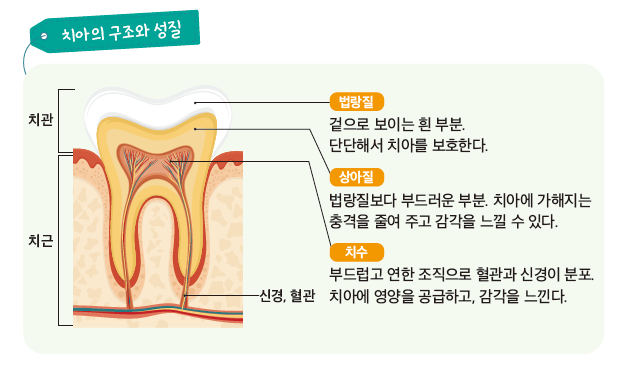 치아의 구조와 성질
치관
치근
신경, 혈관
법랑질
겉으로 보이는 흰 부분.
단단해서 치아를 보호한다.
상아질
법랑질보다 부드러운 부분. 치아에 가해지는
충격을 줄여 주고 감각을 느낄 수 있다.
치수
부드럽고 연한 조직으로 혈관과 신경이 분포.
치아에 영양을 공급하고, 감각을 느낀다.